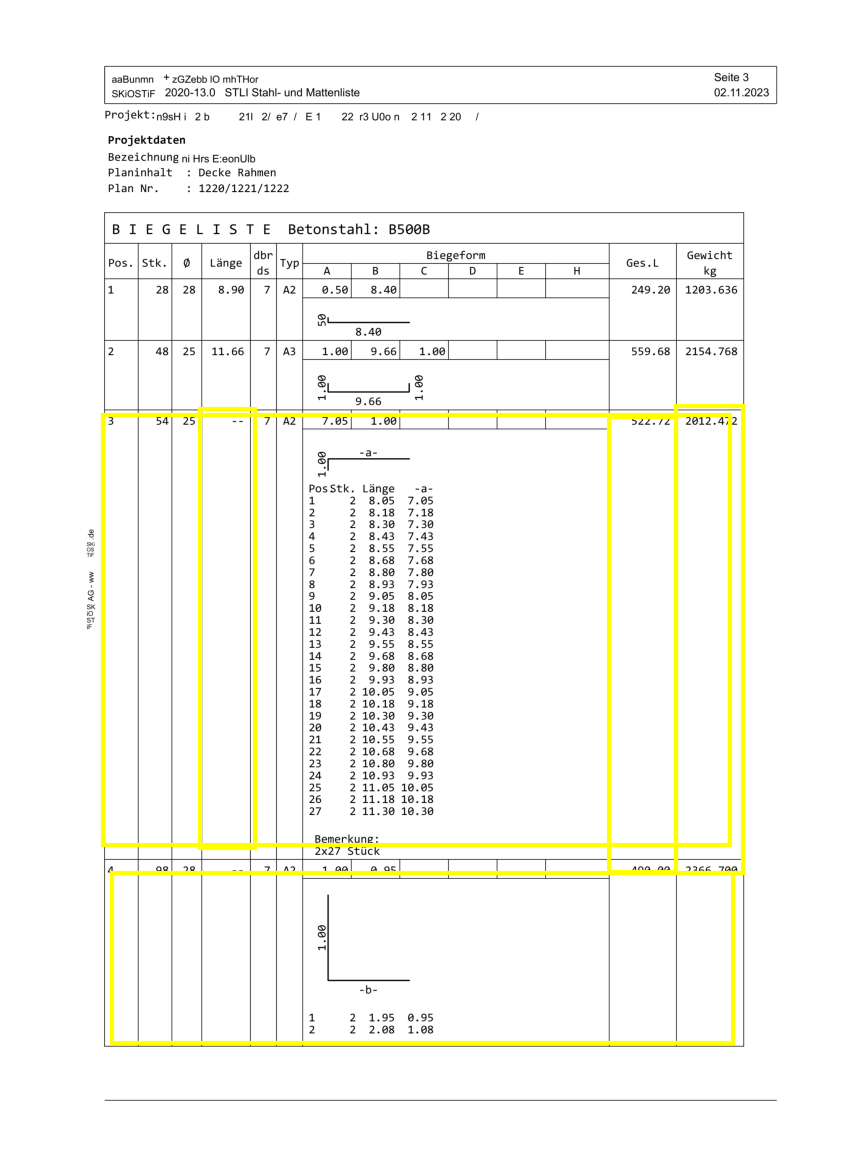 aaBunmn + zGZebb lO mhTHor Seite 3
SKiOSTiF 2020-13.0 STLI Stahl- und Mattenliste 02.11.2023
Projekt:n9sH i 2 b 21l 2/ e7 / E 1 22 r3 U0o n 2 11 2 20 /
Projektdaten
Bezeichnung ni Hrs E:eonUlb
Planinhalt : Decke Rahmen
Plan Nr. : 1220/1221/1222
B I E G E L I S T E Betonstahl: B500B
Pos. Stk. Ø Länge dbr ds Typ Biegeform Ges.L Gewicht kg
A B C D E H
1 28 28 8.90 7 A2 0.50 8.40 249.20 1203.636
50
8.40
2 48 25 11.66 7 A3 1.00 9.66 1.00 559.68 2154.768
1.00 1.00
9.66
3 54 25 -- 7 A2 7.05 1.00 522.72 2012.472
1.00 -a-
Pos Stk. Länge -a-
1 2 8.05 7.05
2 2 8.18 7.18
3 2 8.30 7.30
4 2 8.43 7.43
5 2 8.55 7.55
6 2 8.68 7.68
7 2 8.80 7.80
8 2 8.93 7.93
9 2 9.05 8.05
10 2 9.18 8.18
11 2 9.30 8.30
12 2 9.43 8.43
13 2 9.55 8.55
14 2 9.68 8.68
15 2 9.80 8.80
16 2 9.93 8.93
17 2 10.05 9.05
18 2 10.18 9.18
19 2 10.30 9.30
20 2 10.43 9.43
21 2 10.55 9.55
22 2 10.68 9.68
23 2 10.80 9.80
24 2 10.93 9.93
25 2 11.05 10.05
26 2 11.18 10.18
27 2 11.30 10.30
Bemerkung:
2x27 Stück
4 98 28 -- 7 A2 1.00 0.95 490.00 2366.700
1.00
-b-
1 2 1.95 0.95
2 2 2.08 1.08
AG - ww .de